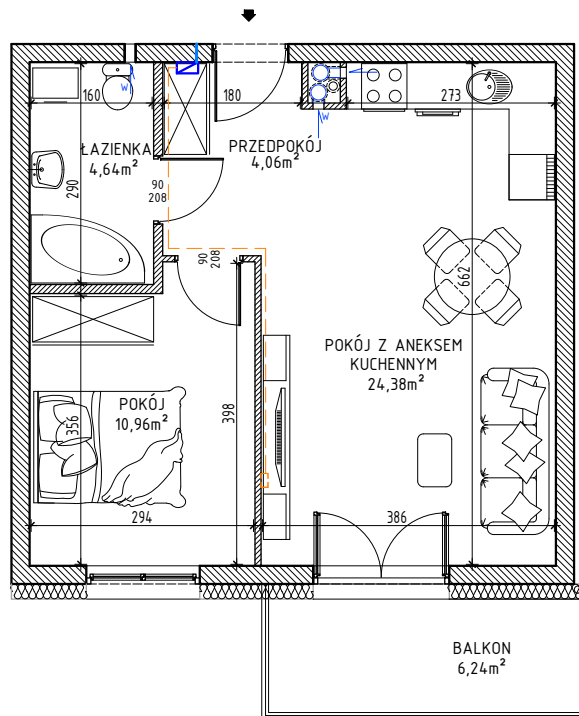 160
180
273
W
W
ŁAZIENKA
4,64m²
PRZEDPOKÓJ
4,06m²
290
90
208
90
208
662
POKÓJ Z ANEKSEM
KUCHENNYM
24,38m²
POKÓJ
10,96m²
356
398
294
386
BALKON
6,24m²